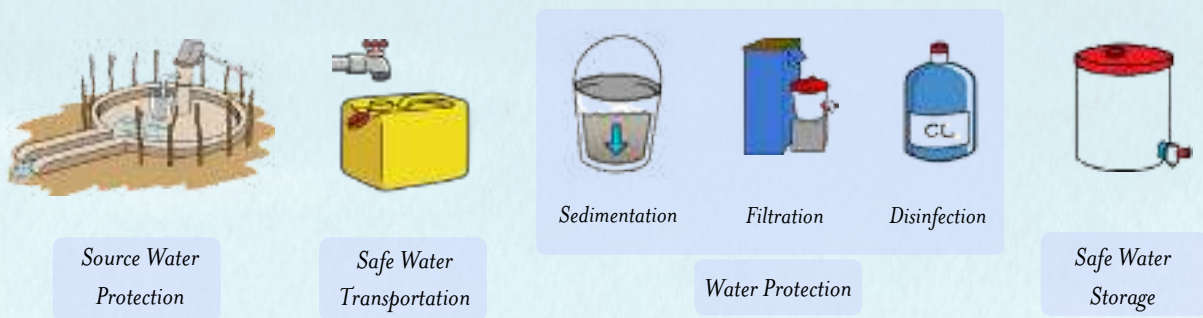 CL
Sedimentation
Filtration
Disinfection
Source Water
Protection
Safe Water
Transportation
Water Protection
Safe Water
Storage